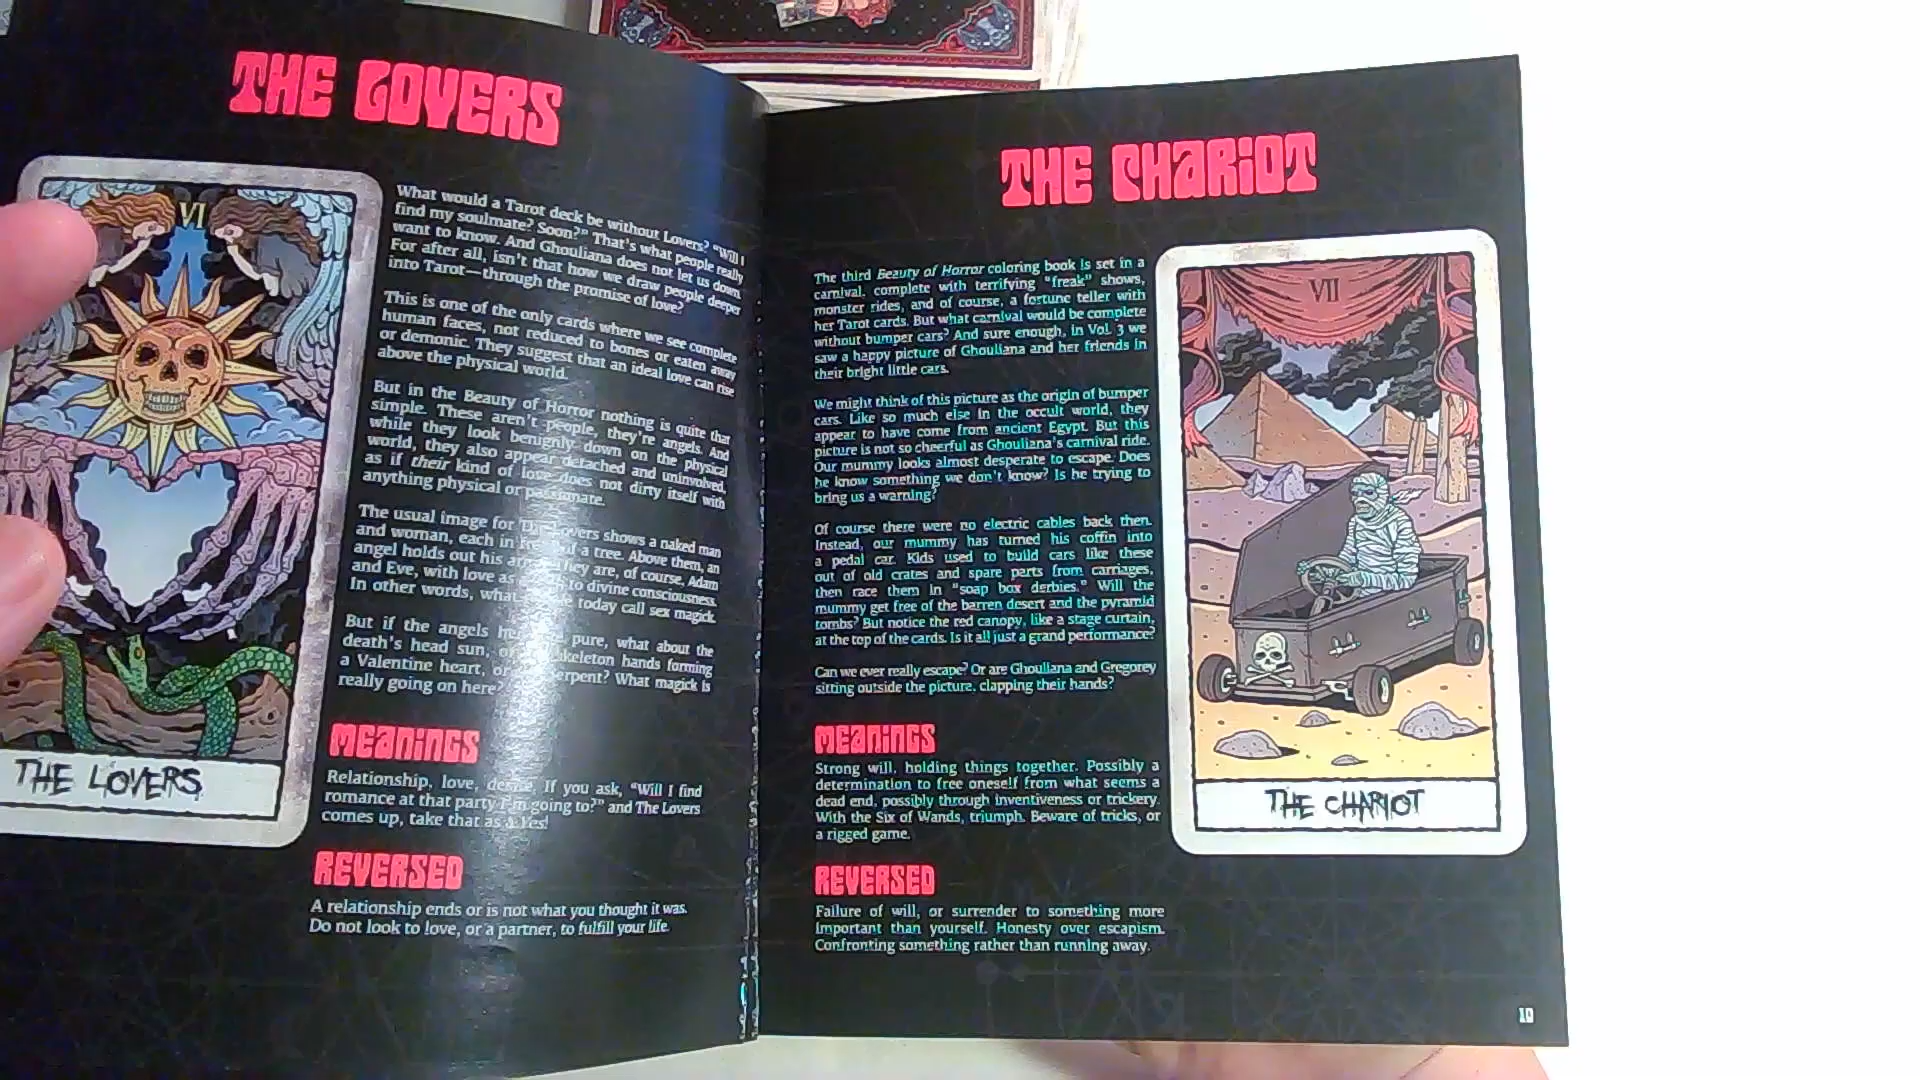 THE LOVERS
VI
What would a Tarot deck be without Lovers? "Will I
find my soulmate? Soon?" That's what people really
want to know. And Ghouliana does not let us down.
For after all, isn't that how we draw people deeper
into Tarot—through the promise of love?
This is one of the only cards where we see complete
human faces, not reduced to bones or eaten away
or demonic. They suggest that an ideal love can rise
above the physical world.
But in the Beauty of Horror nothing is quite that
simple. These aren't people, they're angels. And
while they look benignly down on the physical
world, they also appear detached and uninvolved,
as if their kind of love does not dirty itself with
anything physical or passionate.
The usual image for The Lovers shows a naked man
and woman, each in of a tree. Above them, an
angel holds out his They are, of course, Adam
and Eve, with love as to divine consciousness.
In other words, what today call sex magick.
But if the angels pure, what about the
death's head sun, skeleton hands forming
a Valentine heart, or serpent? What magick is
really going on here?
MEANINGS
Relationship, love, desire. If you ask, "Will I find
romance at that party I'm going to?" and The Lovers
comes up, take that as a Yes!
REVERSED
A relationship ends or is not what you thought it was.
Do not look to love, or a partner, to fulfill your life.
THE LOVERS
THE CHARIOT
The third Beauty of Horror coloring book is set in a
carnival, complete with terrifying "freak" shows,
monster rides, and of course, a fortune teller with
her Tarot cards. But what carnival would be complete
without bumper cars? And sure enough, in Vol. 3 we
saw a happy picture of Ghouliana and her friends in
their bright little cars.
We might think of this picture as the origin of bumper
cars. Like so much else in the occult world, they
appear to have come from ancient Egypt. But this
picture is not so cheerful as Ghouliana's carnival ride.
Our mummy looks almost desperate to escape. Does
he know something we don't know? Is he trying to
bring us a warning?
Of course there were no electric cables back then.
Instead, our mummy has turned his coffin into
a pedal car. Kids used to build cars like these
out of old crates and spare parts from carriages,
then race them in "soap box derbies." Will the
mummy get free of the barren desert and the pyramid
tombs? But notice the red canopy, like a stage curtain,
at the top of the cards. Is it all just a grand performance?
Can we ever really escape? Or are Ghouliana and Gregorey
sitting outside the picture, clapping their hands?
MEANINGS
Strong will, holding things together. Possibly a
determination to free oneself from what seems a
dead end, possibly through inventiveness or trickery.
With the Six of Wands, triumph. Beware of tricks, or
a rigged game.
REVERSED
Failure of will, or surrender to something more
important than yourself. Honesty over escapism.
Confronting something rather than running away.
VII
THE CHARIOT
19